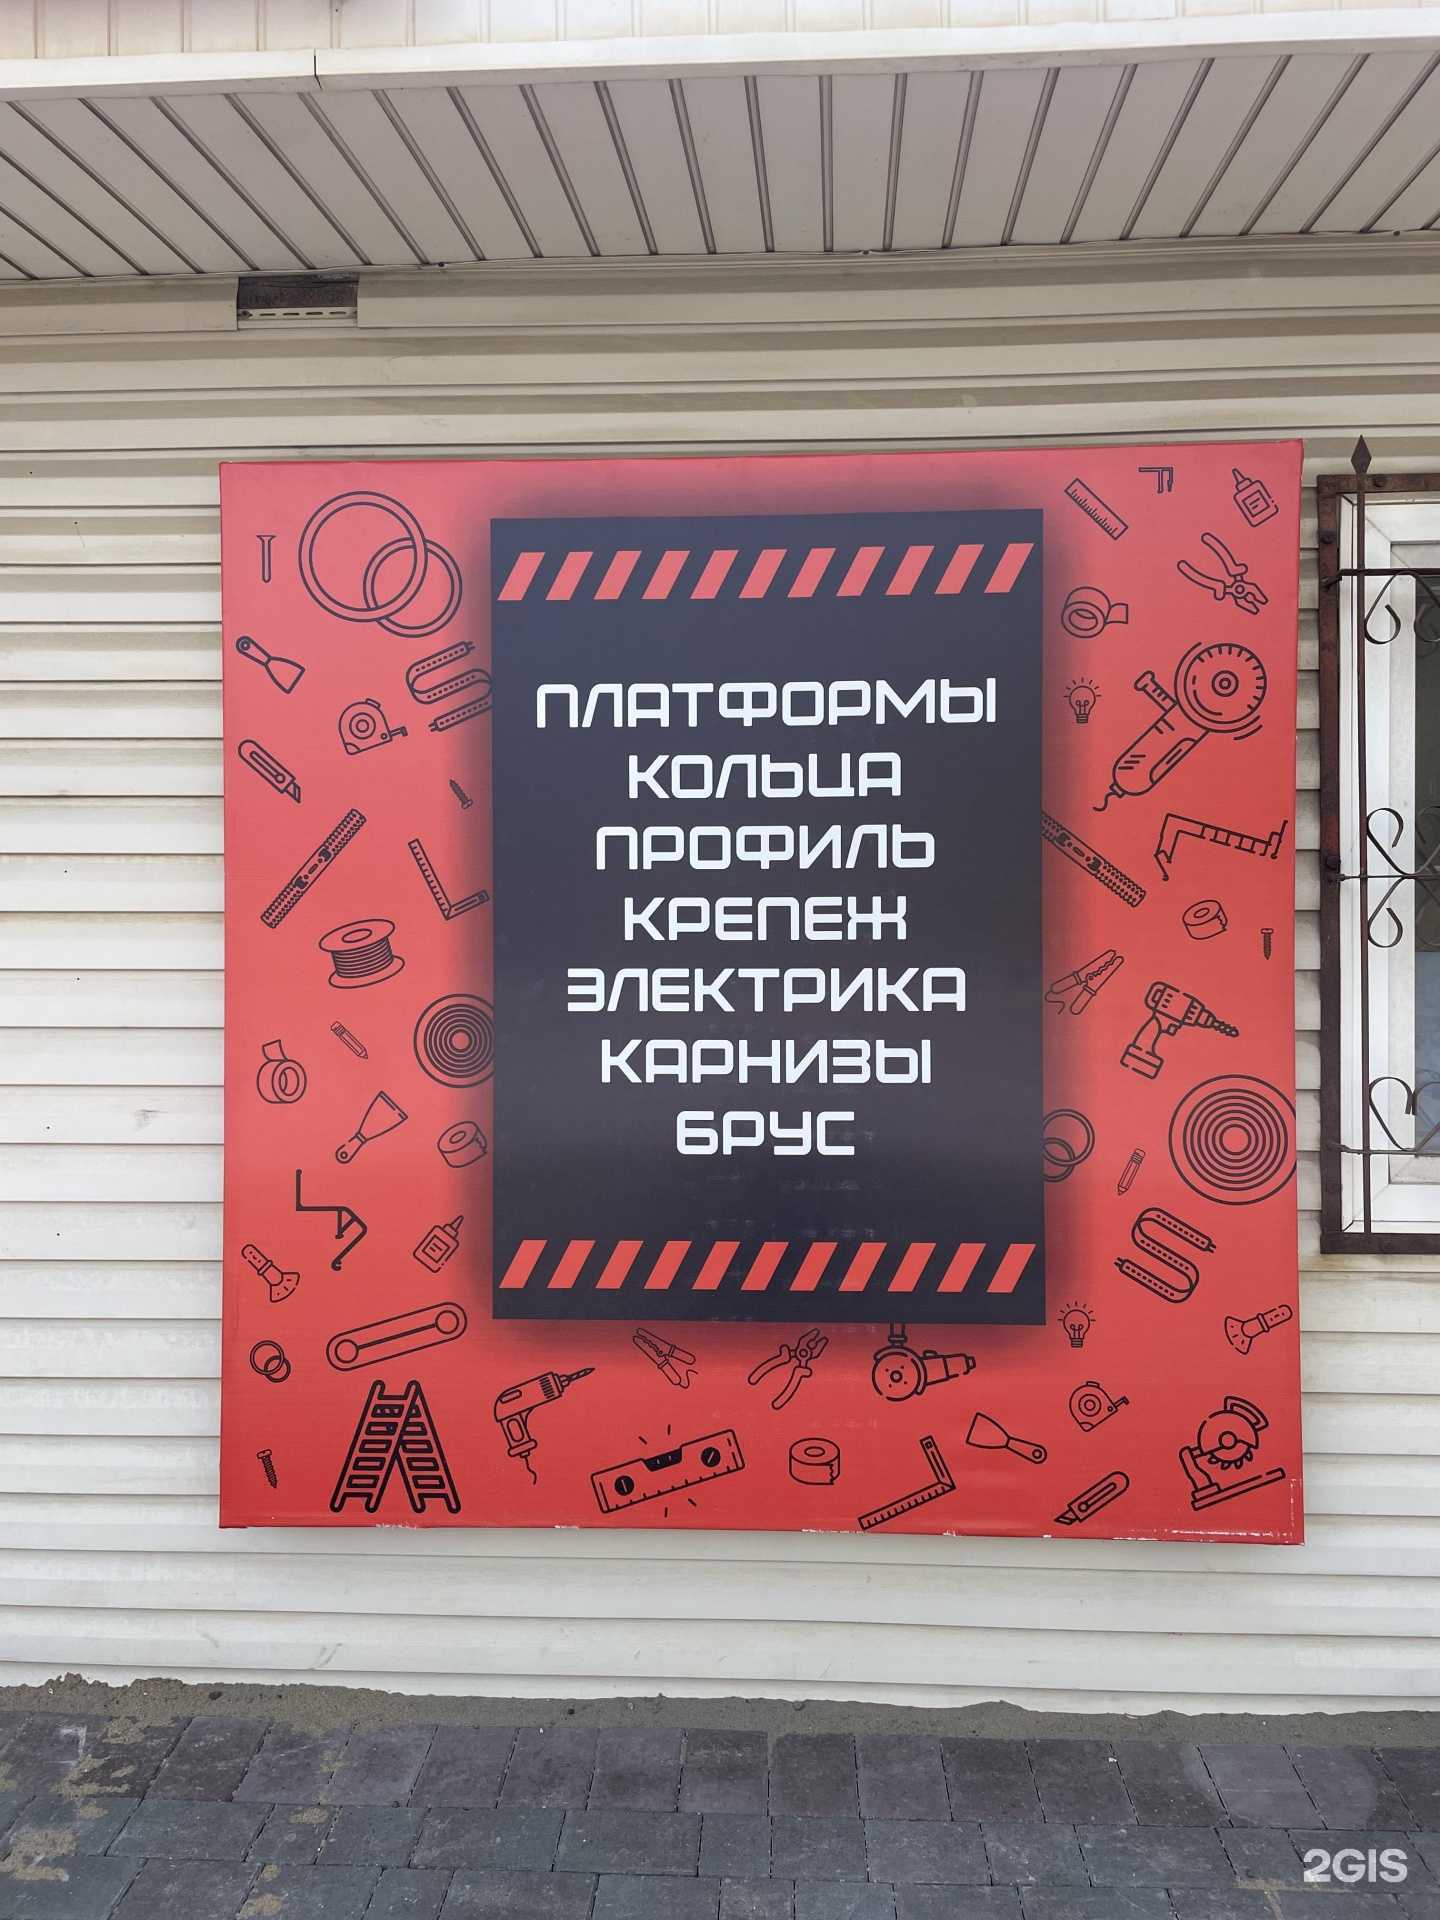 ПЛАТФОРМЫ
КОЛЬЦА
ПРОФИЛЬ
КРЕПЕЖ
ЭЛЕКТРИКА
КАРНИЗЫ
БРУС
2GIS